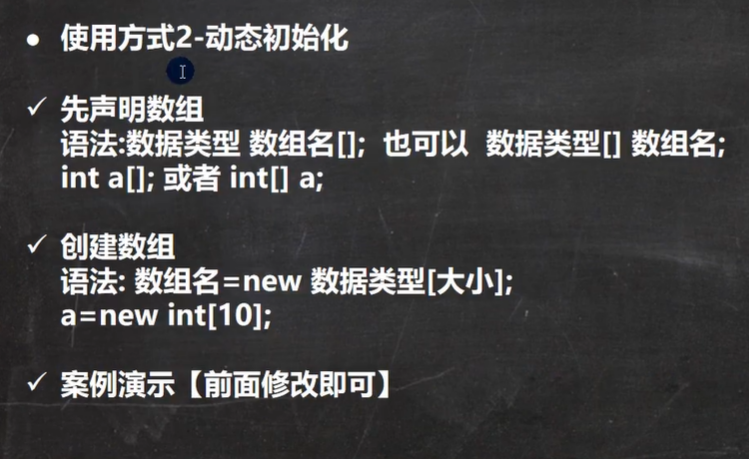 ● 使用方式2-动态初始化
✓ 先声明数组
语法:数据类型 数组名[]; 也可以 数据类型[] 数组名;
int a[]; 或者 int[] a;
✓ 创建数组
语法: 数组名=new 数据类型[大小];
a=new int[10];
✓ 案例演示【前面修改即可】